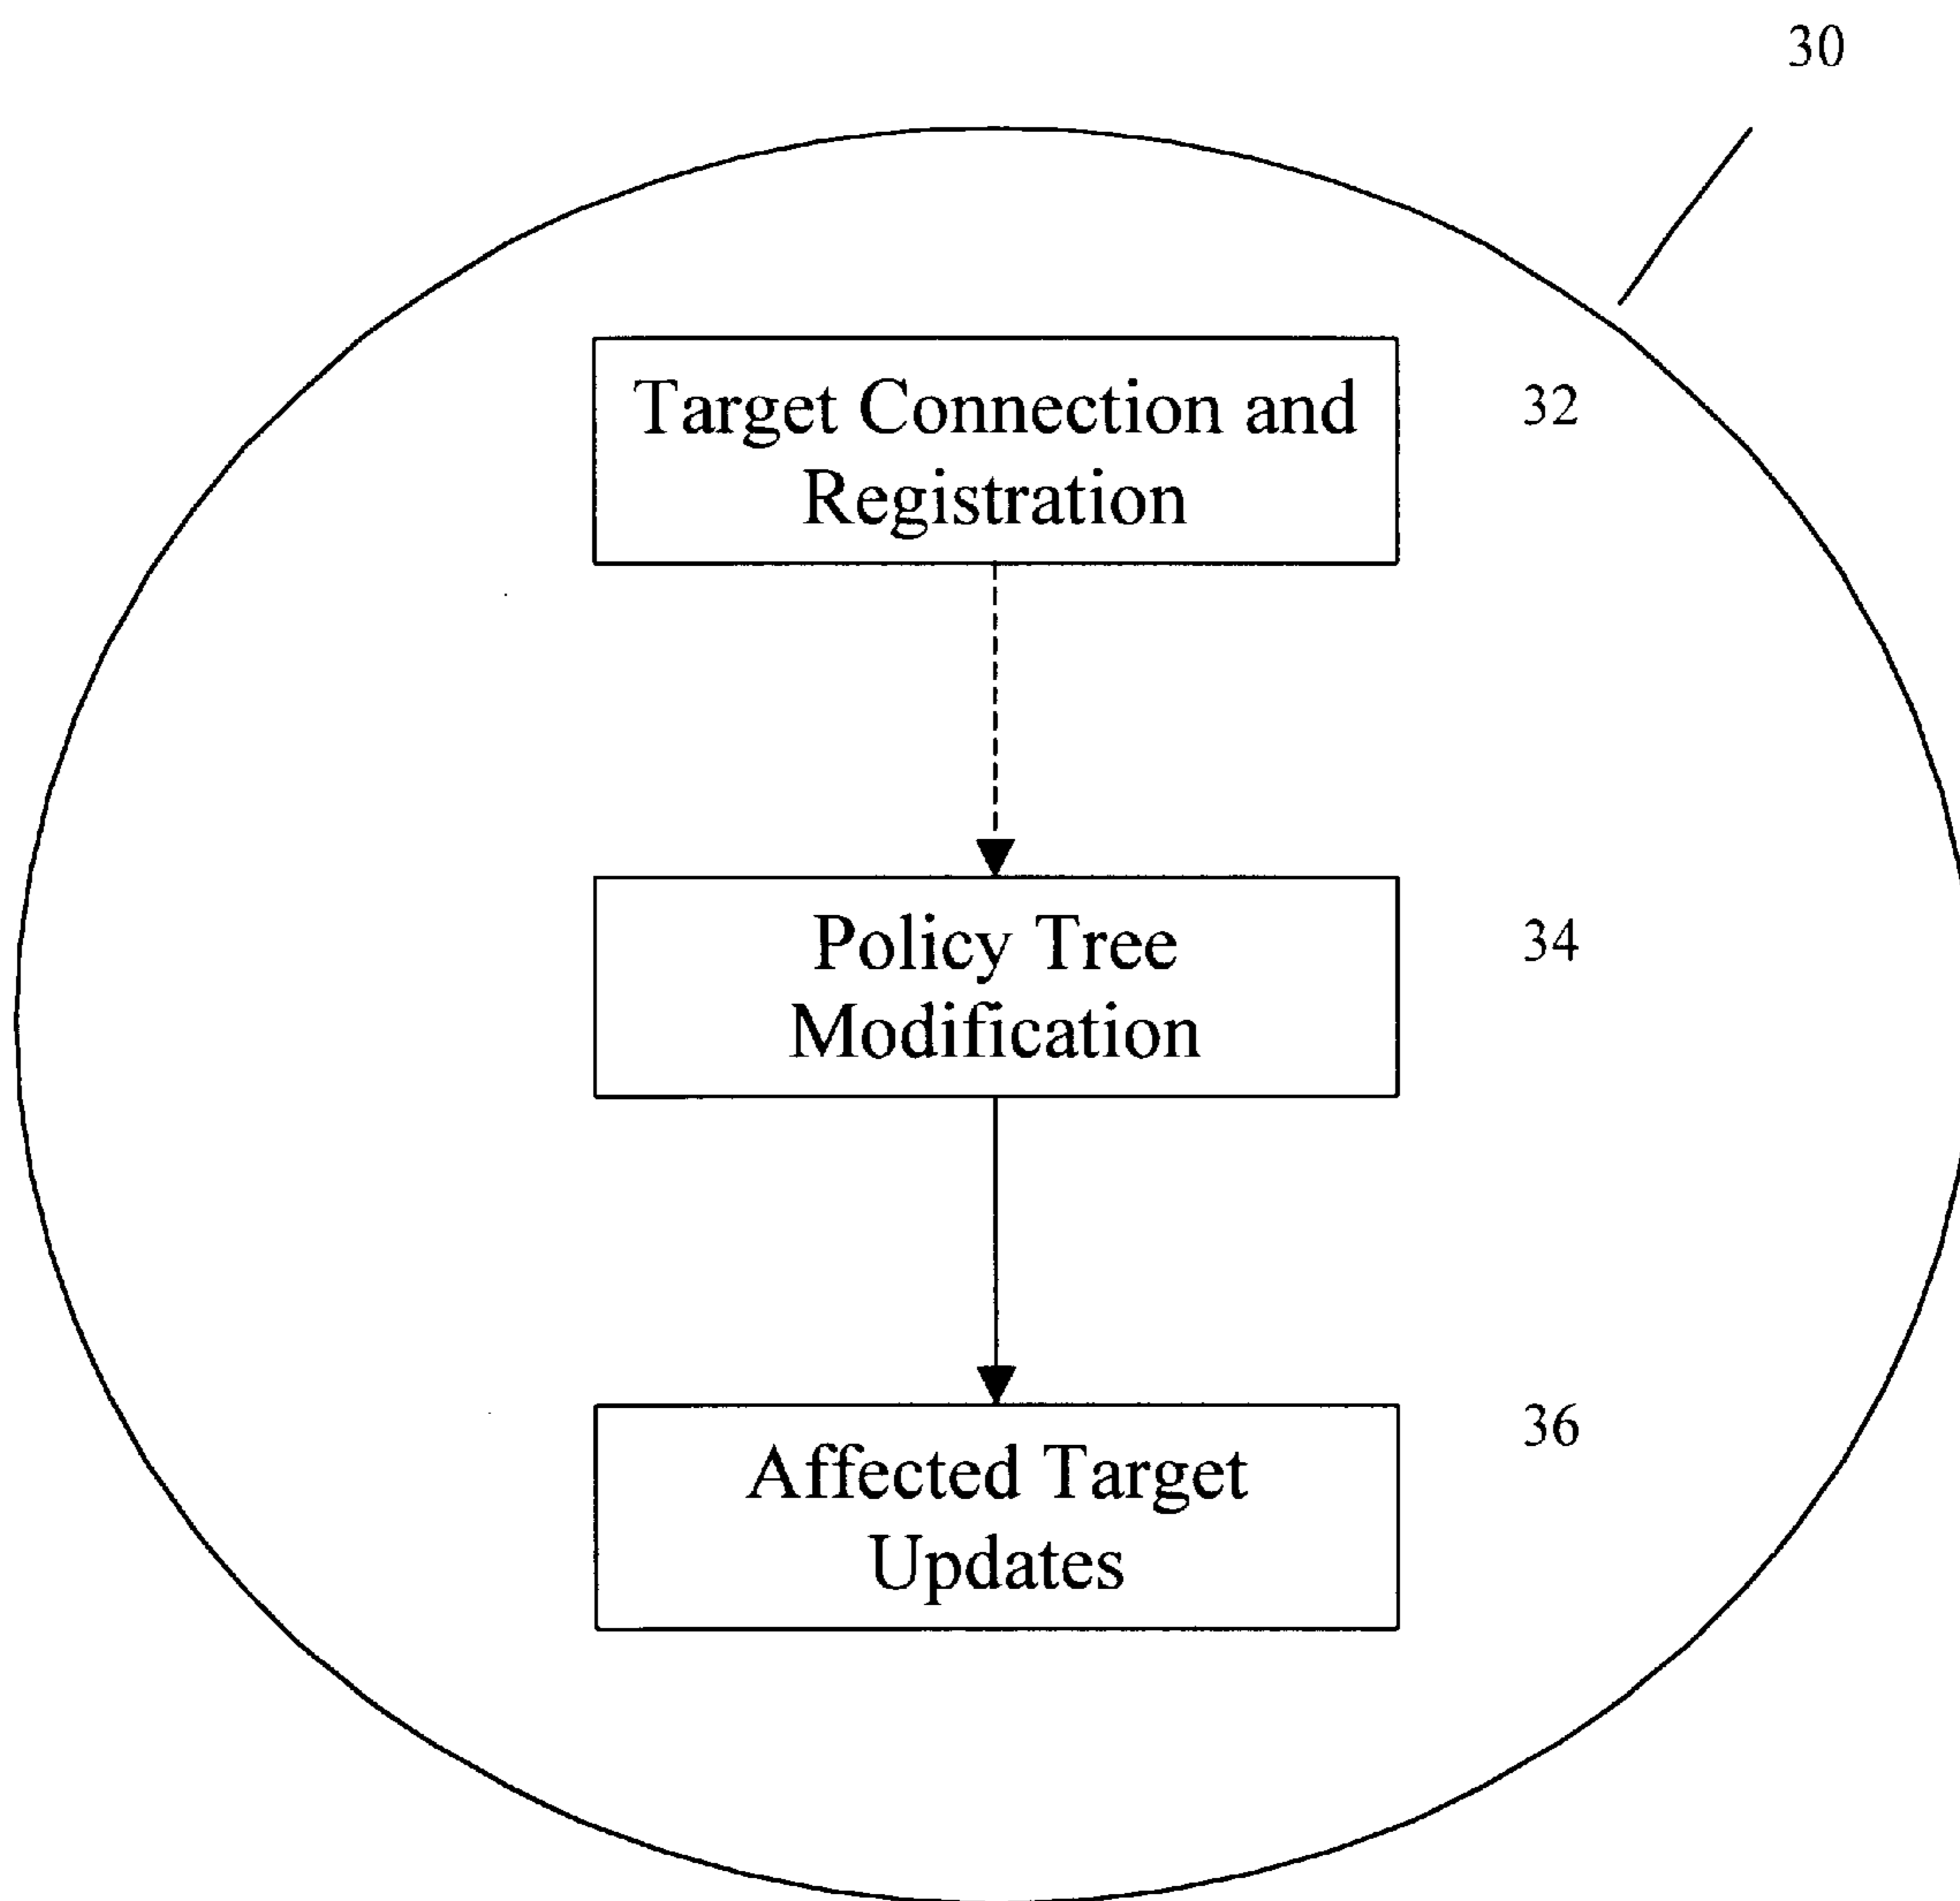 30
Target Connection and
Registration
32
Policy Tree
Modification
34
Affected Target
Updates
36